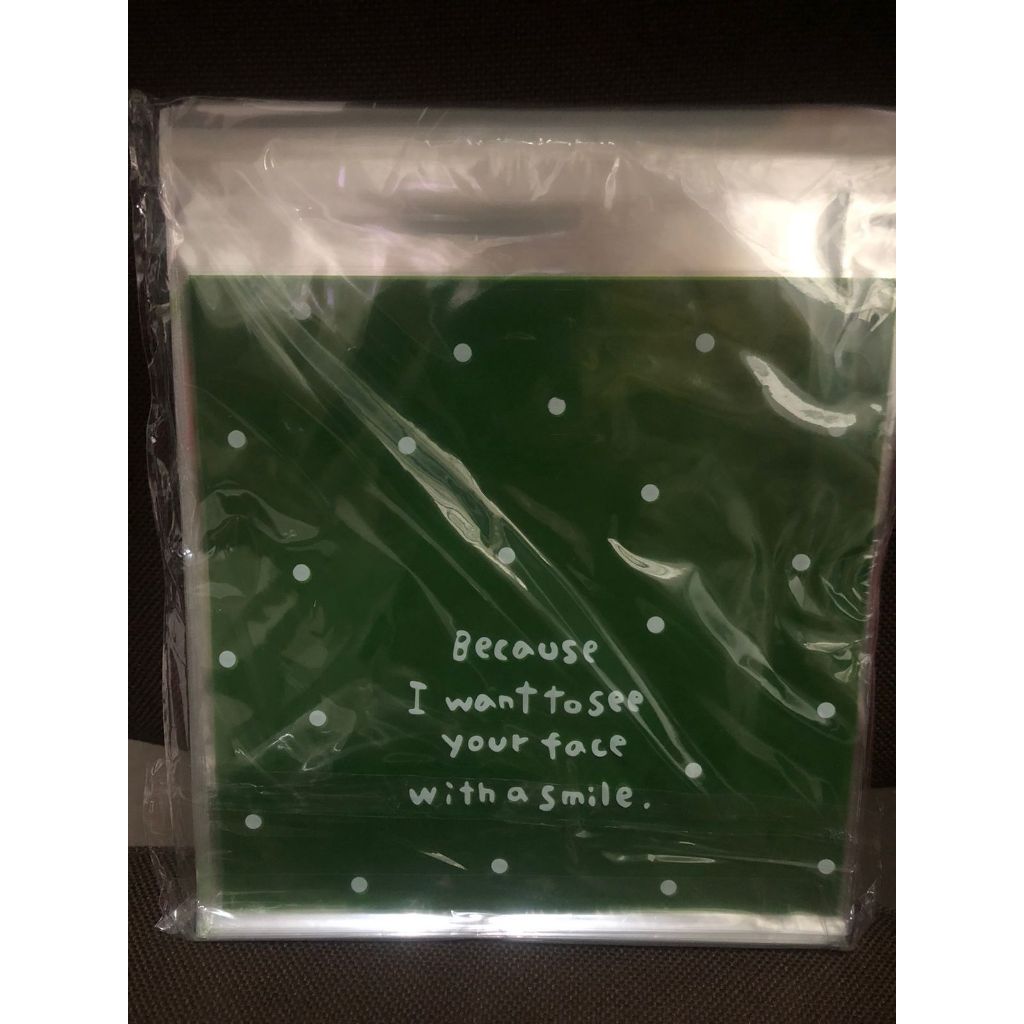 Because
I want to see
your face
with a smile.